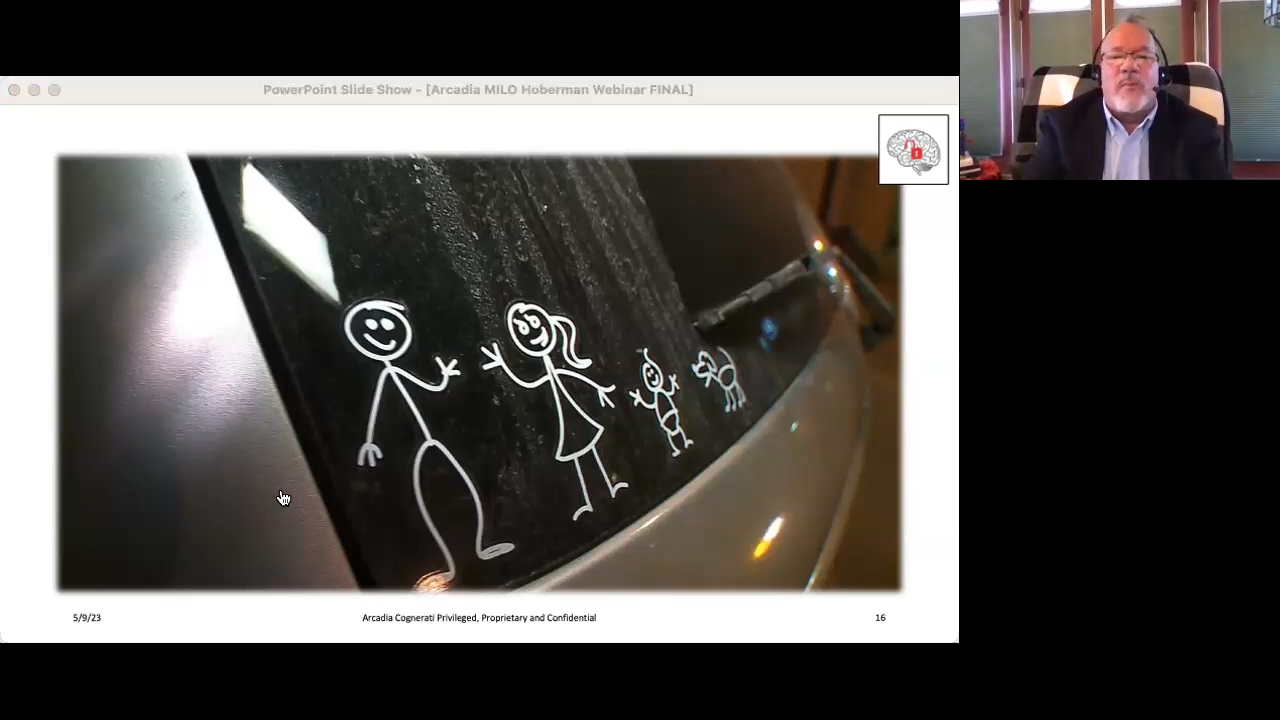 PowerPoint Slide Show - [Arcadia MILO Hoberman Webinar FINAL]
5/9/23
Arcadia Cognerati Privileged, Proprietary and Confidential
16